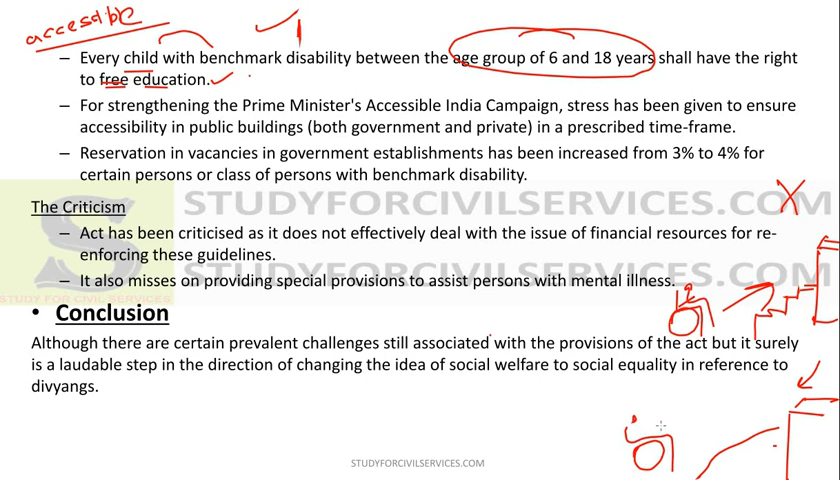 accessible
– Every child with benchmark disability between the age group of 6 and 18 years shall have the right
to free education.
– For strengthening the Prime Minister's Accessible India Campaign, stress has been given to ensure
accessibility in public buildings (both government and private) in a prescribed time-frame.
– Reservation in vacancies in government establishments has been increased from 3% to 4% for
certain persons or class of persons with benchmark disability.
STUDYFORCIVILSERVICES.COM
The Criticism
– Act has been criticised as it does not effectively deal with the issue of financial resources for re-
enforcing these guidelines.
STUDYFORCIVILSERVICES.COM
– It also misses on providing special provisions to assist persons with mental illness.
STUDY FOR CIVIL SERVICES
• Conclusion
Although there are certain prevalent challenges still associated with the provisions of the act but it surely
is a laudable step in the direction of changing the idea of social welfare to social equality in reference to
divyangs.
STUDYFORCIVILSERVICES.COM